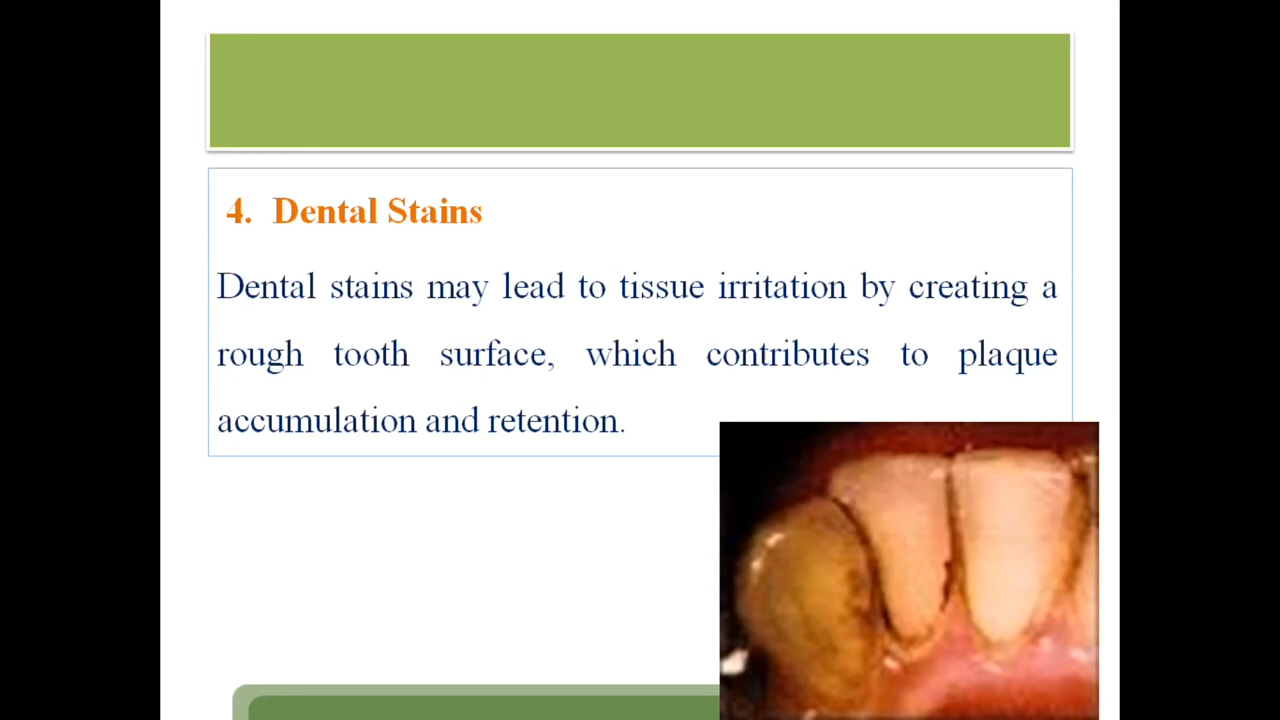 4. Dental Stains
Dental stains may lead to tissue irritation by creating a
rough tooth surface, which contributes to plaque
accumulation and retention.